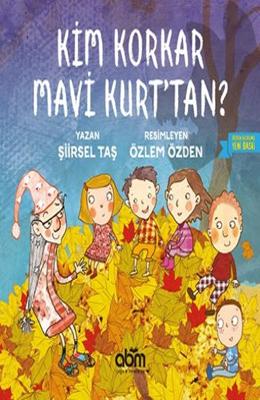 KİM KORKAR
MAVİ KURT'TAN?
YAZAN
ŞİİRSEL TAŞ
RESİMLEYEN
ÖZLEM ÖZDEN
YENİ BASKI
abm